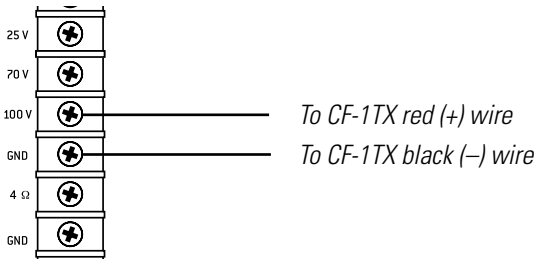 25 V
70 V
100 V To CF-1TX red (+) wire
GND To CF-1TX black (–) wire
4 Ω
GND